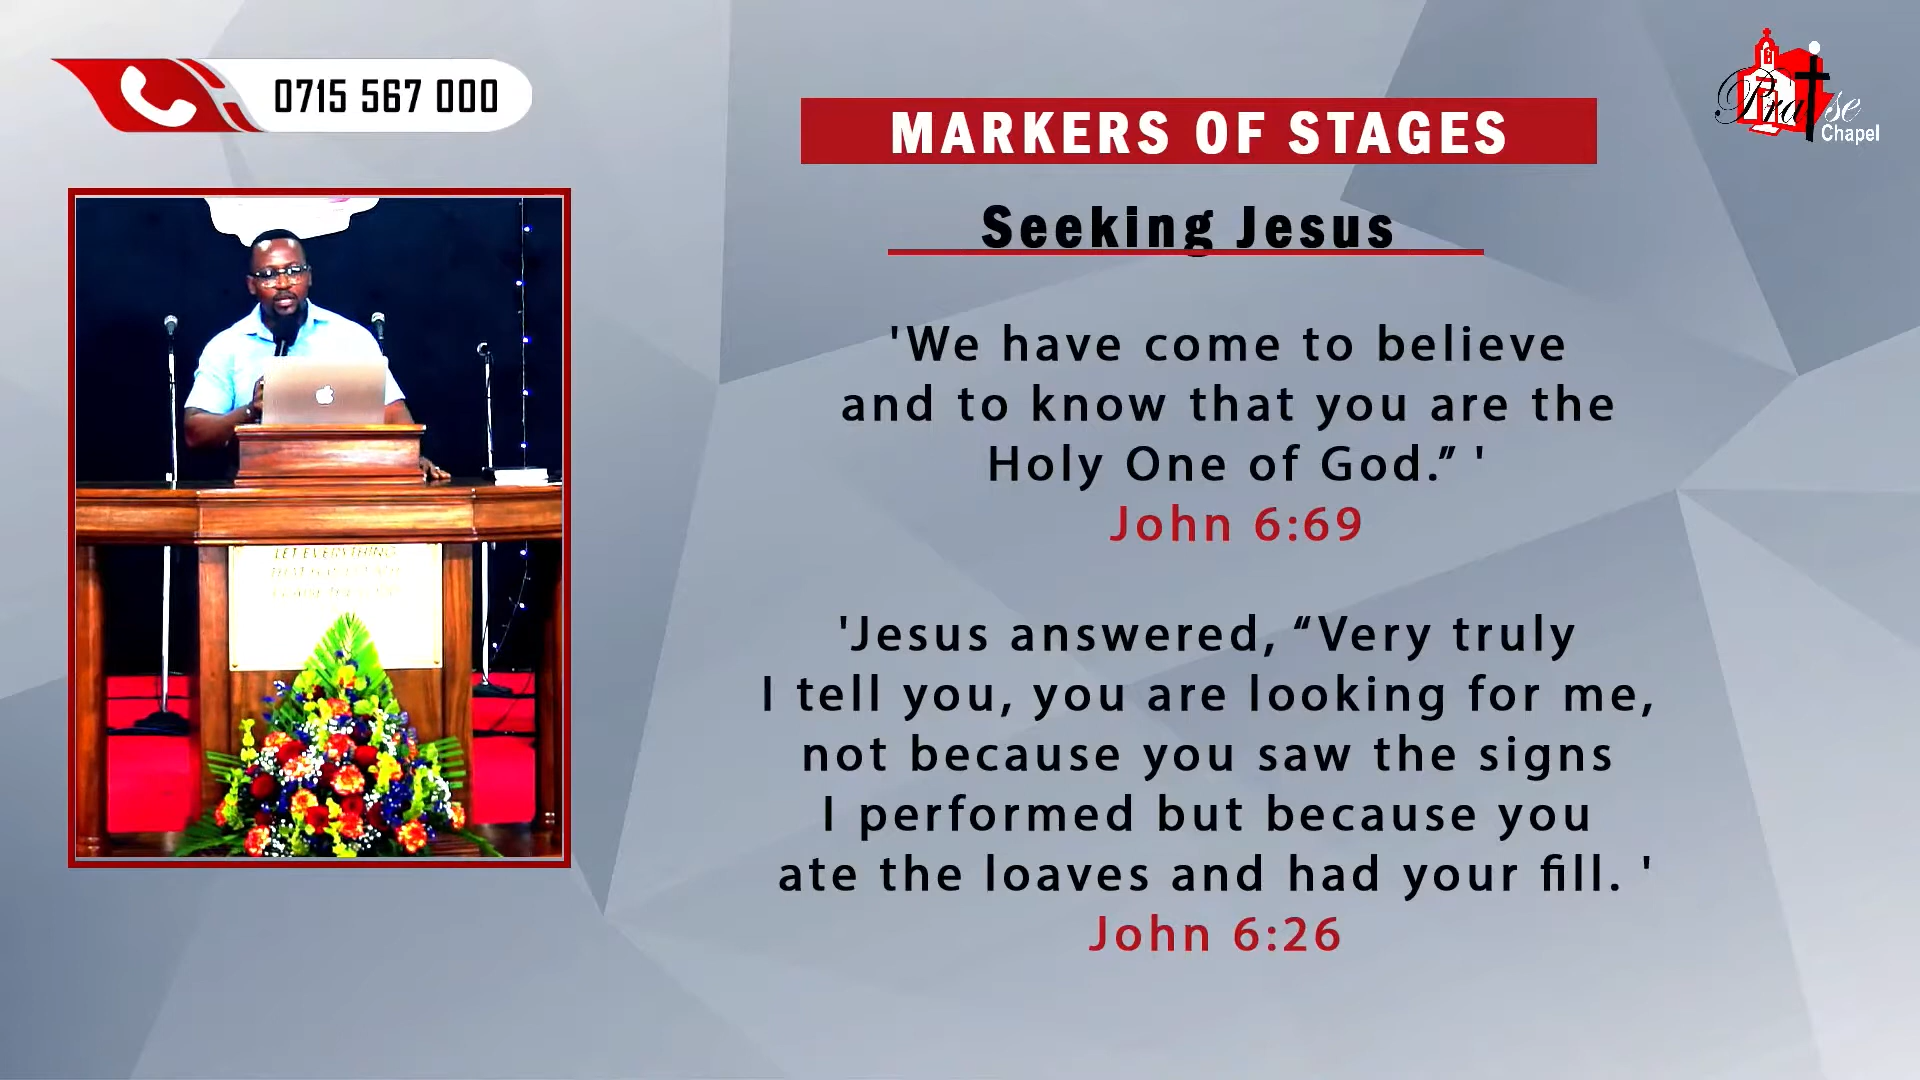 0715 567 000
Praise
Chapel
MARKERS OF STAGES
Seeking Jesus
'We have come to believe
and to know that you are the
Holy One of God.” '
John 6:69
'Jesus answered, “Very truly
I tell you, you are looking for me,
not because you saw the signs
I performed but because you
ate the loaves and had your fill. '
John 6:26
LET EVERYTHING